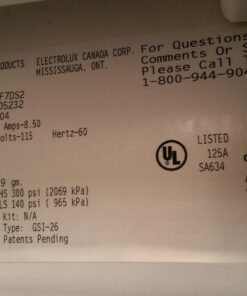 PRODUCTS ELECTROLUX CANADA CORP.
MISSISSAUGA, ONT.
For Questions
Comments Or S
Please Call T
1-800-944-904
F7DS2
05232
04
Amps-8.50
olts-115 Hertz-60
UL
LISTED
125A
SA634
9 gm.
HS 300 psi (2069 kPa)
LS 140 psi ( 965 kPa)
Kit: N/A
Type: GSI-26
Patents Pending